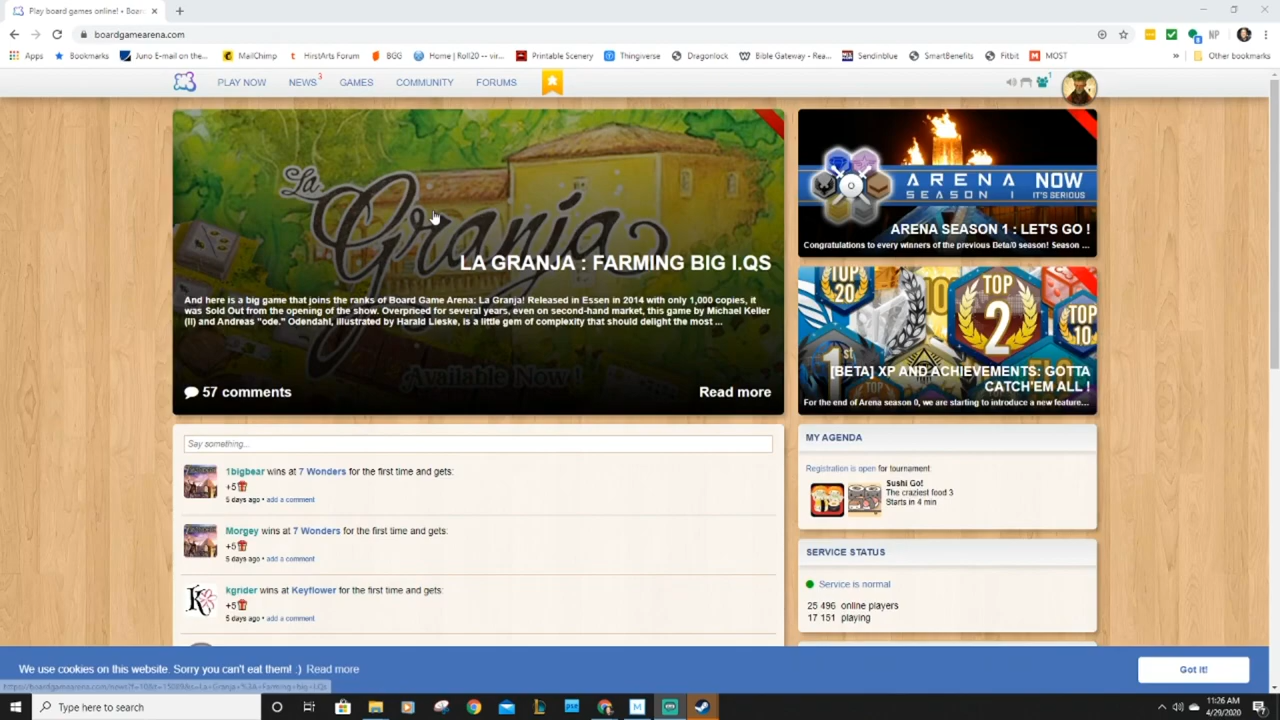 Play board games online! • Boar
boardgamearena.com
NP
Apps
Bookmarks
Juno E-mail on the...
MailChimp
HirstArts Forum
BGG
Home | Roll20 -- vir...
Printable Scenery
Thingiverse
Dragonlock
Bible Gateway - Rea...
Sendinblue
SmartBenefits
Fitbit
MOST
»
Other bookmarks
PLAY NOW
NEWS 3
GAMES
COMMUNITY
FORUMS
1
La Granja
LA GRANJA : FARMING BIG I.QS
And here is a big game that joins the ranks of Board Game Arena: La Granja! Released in Essen in 2014 with only 1,000 copies, it
was Sold Out from the opening of the show. Overpriced for several years, even on second-hand market, this game by Michael Keller
(II) and Andreas "ode." Odendahl, illustrated by Harald Lieske, is a little gem of complexity that should delight the most ...
Available Now !
57 comments
Read more
ARENA NOW
SEASON 1 IT'S SERIOUS
ARENA SEASON 1 : LET'S GO !
Congratulations to every winners of the previous Beta/0 season! Season ...
TOP 20
TOP 2
TOP 10
1st
[BETA] XP AND ACHIEVEMENTS: GOTTA
CATCH'EM ALL !
For the end of Arena season 0, we are starting to introduce a new feature...
Say something...
1bigbear wins at 7 Wonders for the first time and gets:
+5
5 days ago • add a comment
Morgey wins at 7 Wonders for the first time and gets:
+5
5 days ago • add a comment
kgrider wins at Keyflower for the first time and gets:
+5
5 days ago • add a comment
MY AGENDA
Registration is open for tournament
Sushi Go!
The craziest food 3
Starts in 4 min
SERVICE STATUS
Service is normal
25 496 online players
17 151 playing
We use cookies on this website. Sorry you can't eat them! :) Read more
Got it!
Type here to search
11:26 AM
4/29/2020